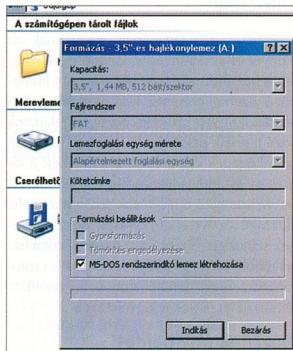 A számítógépen tárolt fájlok
Formázás - 3,5"-es hajlékonylemez (A:)
Kapacitás:
3,5", 1,44 MB, 512 bájt/szektor
Fájlrendszer
FAT
Merevleme
Lemezfoglalási egység mérete
Alapértelmezett foglalási egység
Cserélhető
Kötetcímke
Formázási beállítások
Gyorsformázás
Tömörítés engedélyezése
MS-DOS rendszerindító lemez létrehozása
Indítás
Bezárás